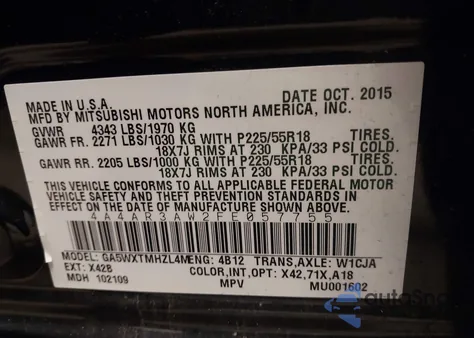 MADE IN U.S.A. DATE OCT. 2015
MFD BY MITSUBISHI MOTORS NORTH AMERICA, INC.
GVWR 4343 LBS/1970 KG
GAWR FR. 2271 LBS/1030 KG WITH P225/55R18 TIRES,
18X7J RIMS AT 230 KPA/33 PSI COLD.
GAWR RR. 2205 LBS/1000 KG WITH P225/55R18 TIRES,
18X7J RIMS AT 230 KPA/33 PSI COLD.
THIS VEHICLE CONFORMS TO ALL APPLICABLE FEDERAL MOTOR
VEHICLE SAFETY AND THEFT PREVENTION STANDARDS IN
EFFECT ON THE DATE OF MANUFACTURE SHOWN ABOVE.
4A4AR3AW2FE057755
MODEL: GA5WXTMHZL4M ENG: 4B12 TRANS,AXLE: W1CJA
EXT: X42B COLOR,INT,OPT: X42,71X,A18
MDH 102109 MPV MU001602